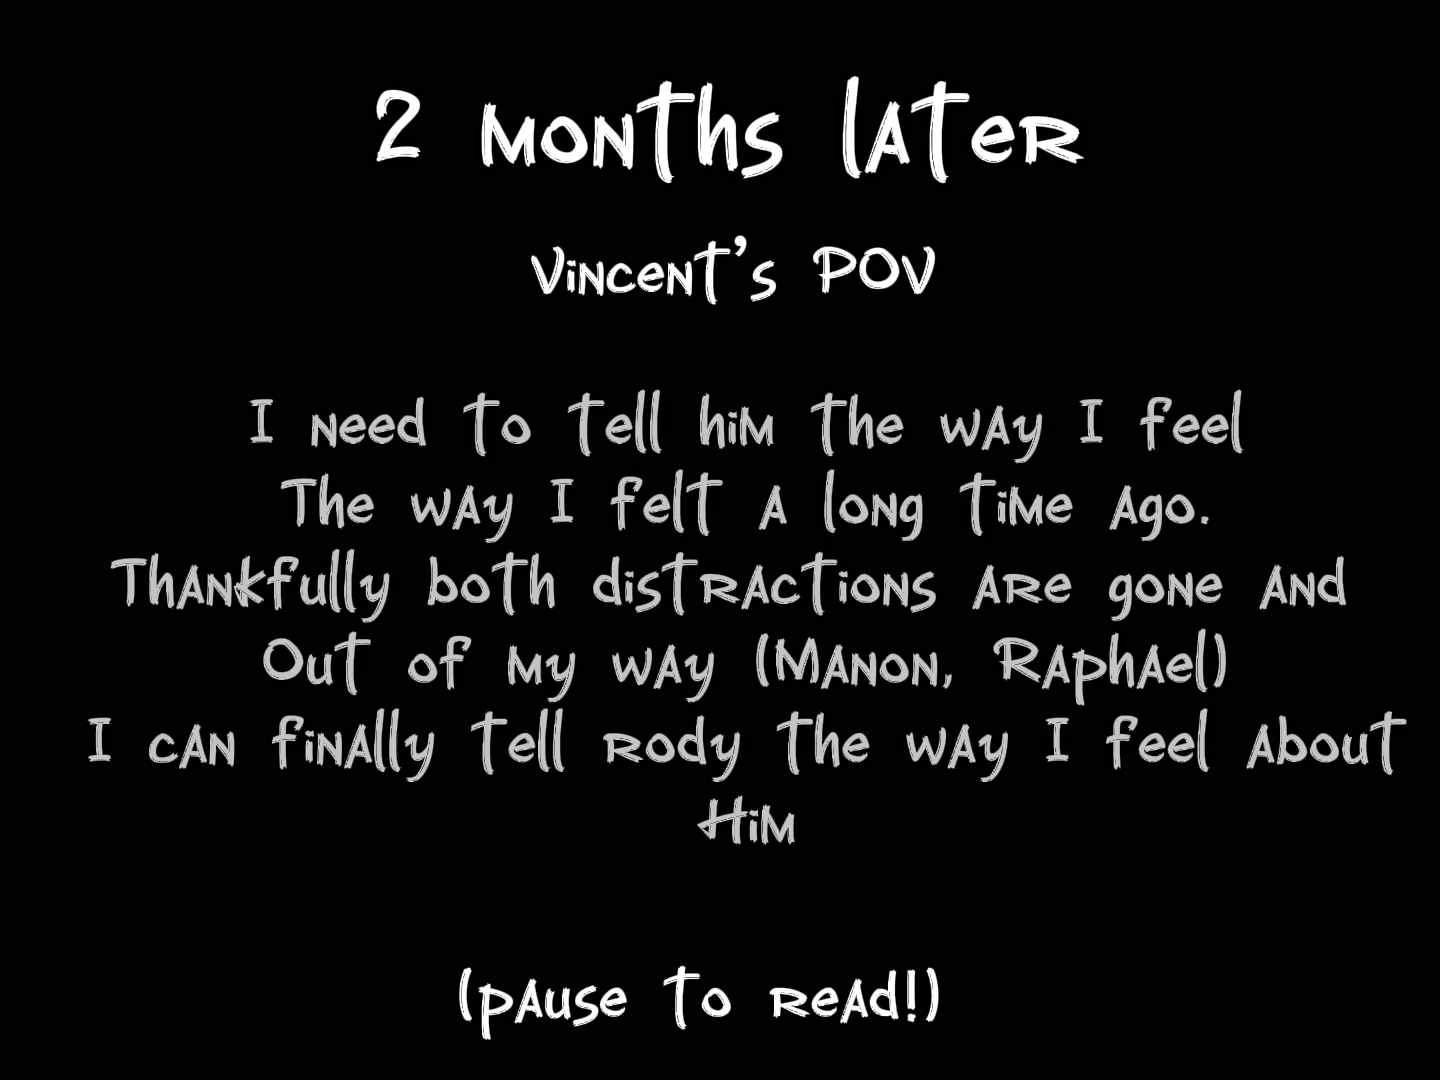 2 months later
Vincent's POV
I need to tell him the way I feel
The way I felt a long time ago.
Thankfully both distractions are gone and
Out of my way (Manon, Raphael)
I can finally tell rody the way I feel about
Him
(pause to read!)